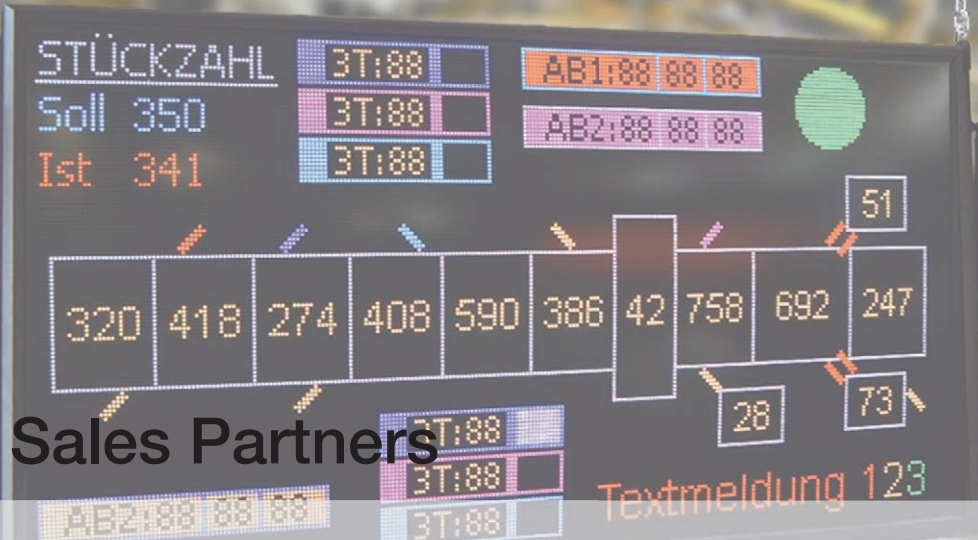 STÜCKZAHL
Soll 350
Ist 341
3T:88
3T:88
3T:88
AB1:88 88 88
AB2:88 88 88
51
320 418 274 408 590 386 42 758 692 247
28
73
Sales Partners
3T:88
3T:88
3T:88
AB2:88 88 88
Textmeldung 123